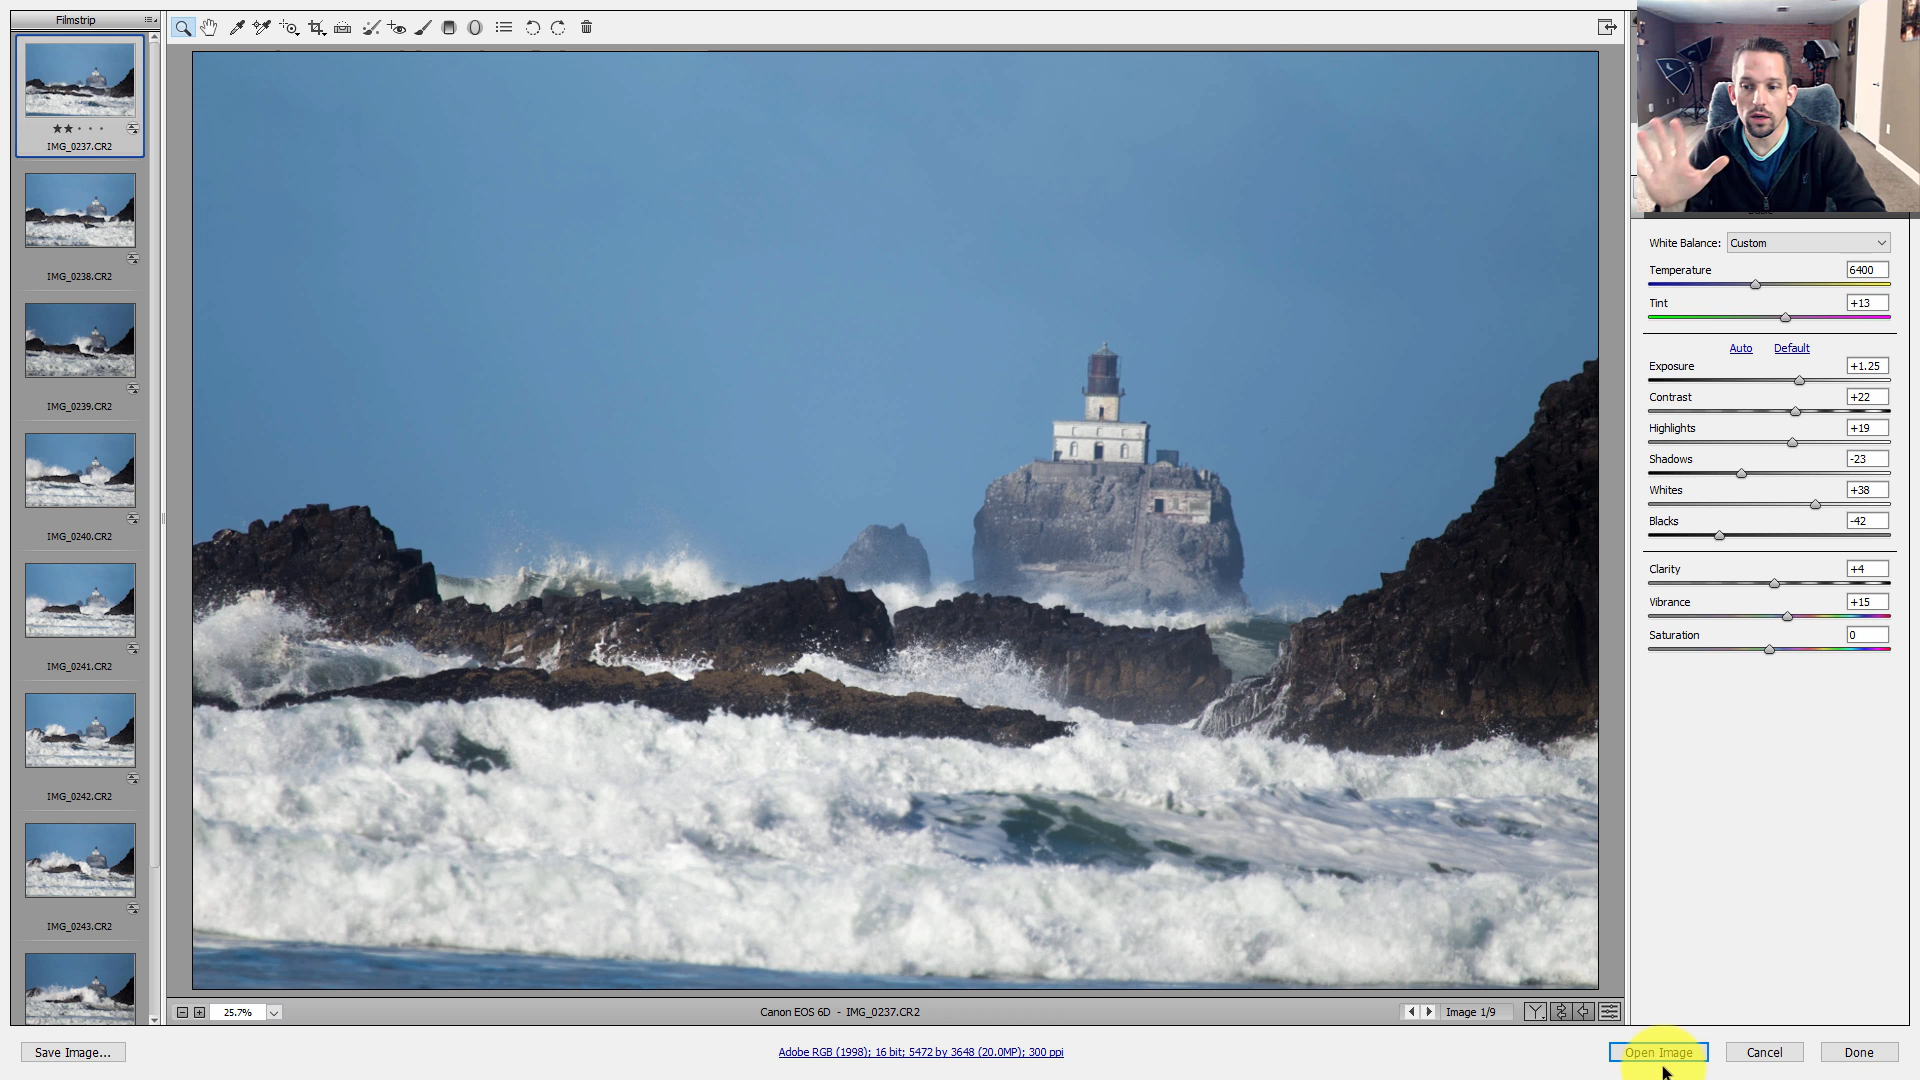 Filmstrip
IMG_0237.CR2
IMG_0238.CR2
IMG_0239.CR2
IMG_0240.CR2
IMG_0241.CR2
IMG_0242.CR2
IMG_0243.CR2
White Balance: Custom
Temperature 6400
Tint +13
Auto Default
Exposure +1.25
Contrast +22
Highlights +19
Shadows -23
Whites +38
Blacks -42
Clarity +4
Vibrance +15
Saturation 0
25.7% Canon EOS 6D - IMG_0237.CR2 Image 1/9
Save Image... Adobe RGB (1998); 16 bit; 5472 by 3648 (20.0MP); 300 ppi Open Image Cancel Done